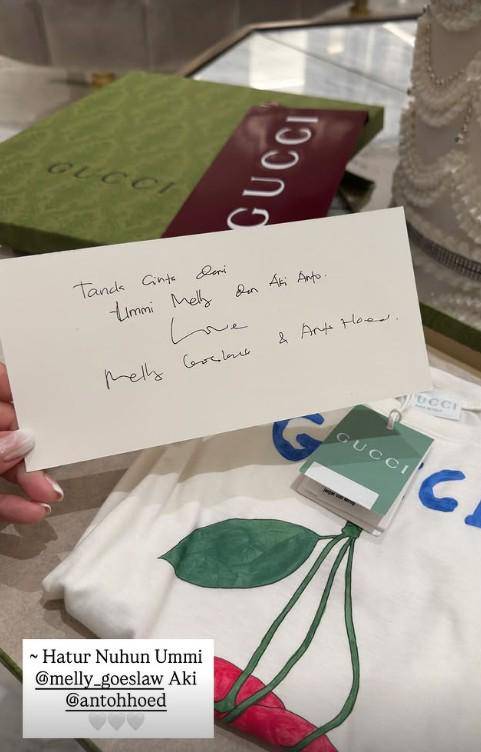 GUCCI
GUCCI
Tanda Cinta dari
Ummi Melly dan Aki Anto.
Love
Melly Goeslaw & Anto Hoed.
GUCCI
GUCCI
GUCCI
~ Hatur Nuhun Ummi
@melly_goeslaw Aki
@antohhoed